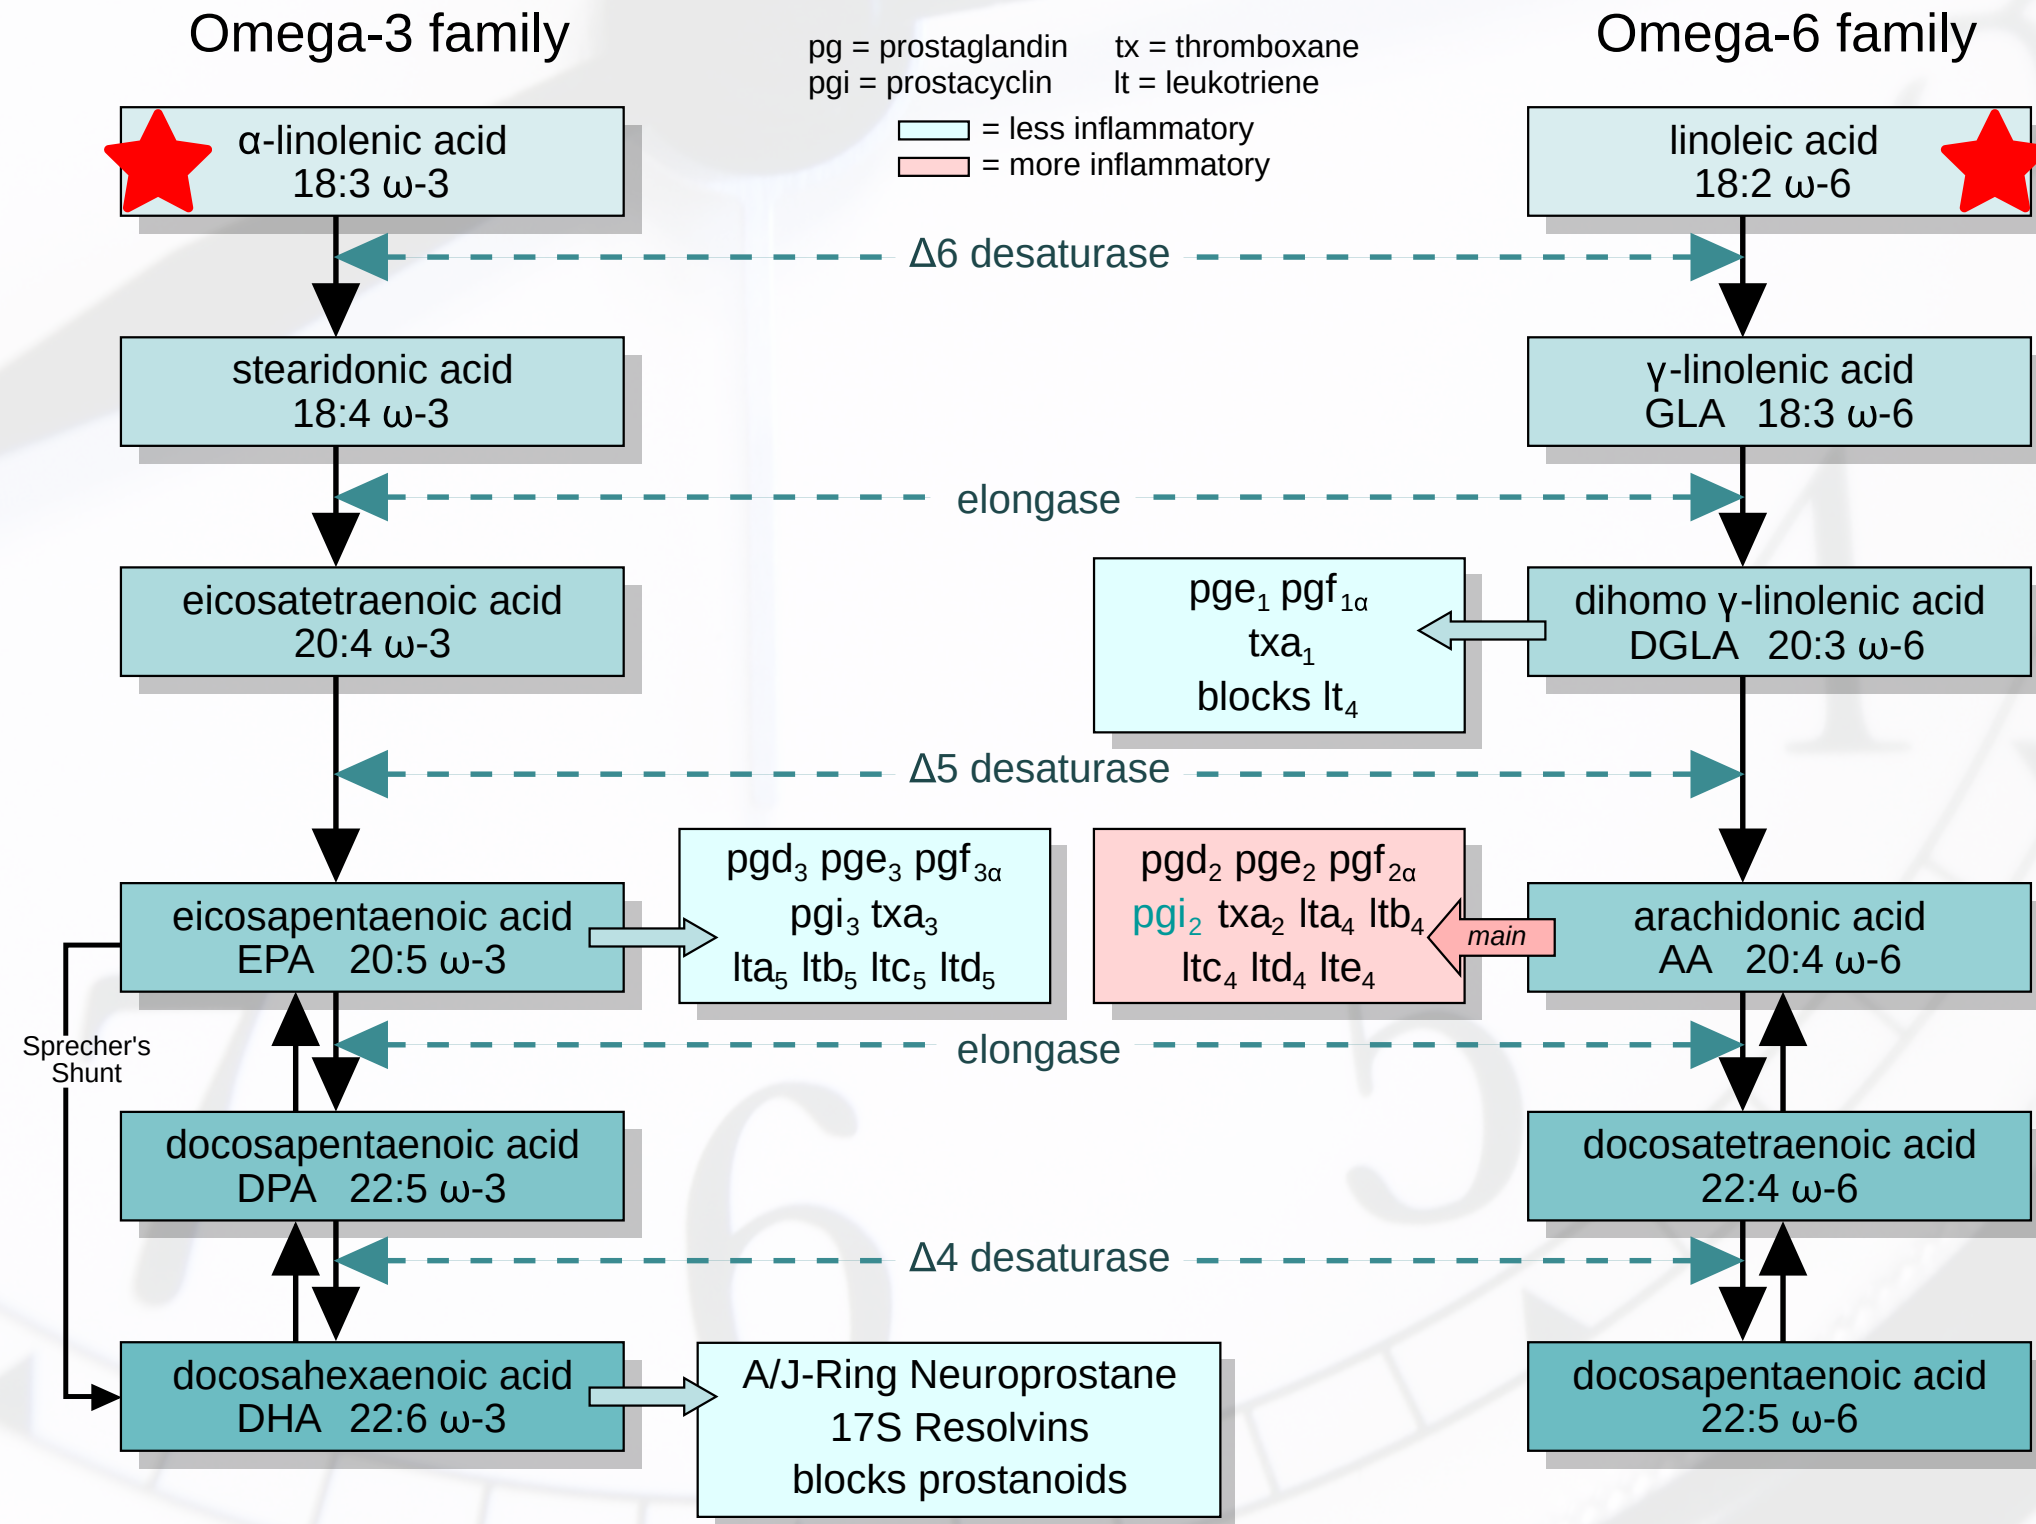 Omega-3 family
Omega-6 family
pg = prostaglandin tx = thromboxane
pgi = prostacyclin lt = leukotriene
= less inflammatory
= more inflammatory
α-linolenic acid
18:3 ω-3
linoleic acid
18:2 ω-6
Δ6 desaturase
stearidonic acid
18:4 ω-3
γ-linolenic acid
GLA 18:3 ω-6
elongase
eicosatetraenoic acid
20:4 ω-3
pge₁ pgf₁α
txa₁
blocks lt₄
dihomo γ-linolenic acid
DGLA 20:3 ω-6
Δ5 desaturase
eicosapentaenoic acid
EPA 20:5 ω-3
pgd₃ pge₃ pgf₃α
pgi₃ txa₃
lta₅ ltb₅ ltc₅ ltd₅
pgd₂ pge₂ pgf₂α
pgi₂ txa₂ lta₄ ltb₄
ltc₄ ltd₄ lte₄
main
arachidonic acid
AA 20:4 ω-6
Sprecher's
Shunt
elongase
docosapentaenoic acid
DPA 22:5 ω-3
docosatetraenoic acid
22:4 ω-6
Δ4 desaturase
docosahexaenoic acid
DHA 22:6 ω-3
A/J-Ring Neuroprostane
17S Resolvins
blocks prostanoids
docosapentaenoic acid
22:5 ω-6
7
6
5
4